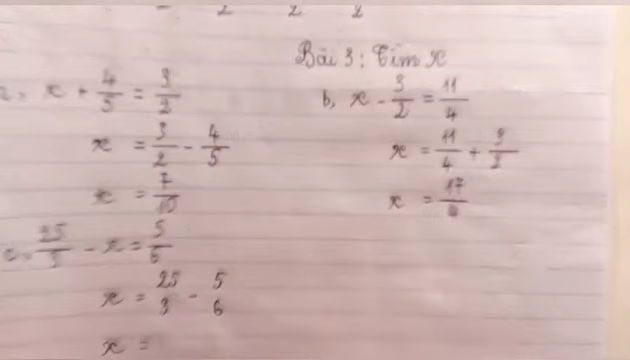 Bài 3: Tìm x
a, x + 4/5 = 3/2
x = 3/2 - 4/5
x = 7/10
b, x - 3/2 = 11/4
x = 11/4 + 3/2
x = 17/4
c, 25/3 - x = 5/6
x = 25/3 - 5/6
x =